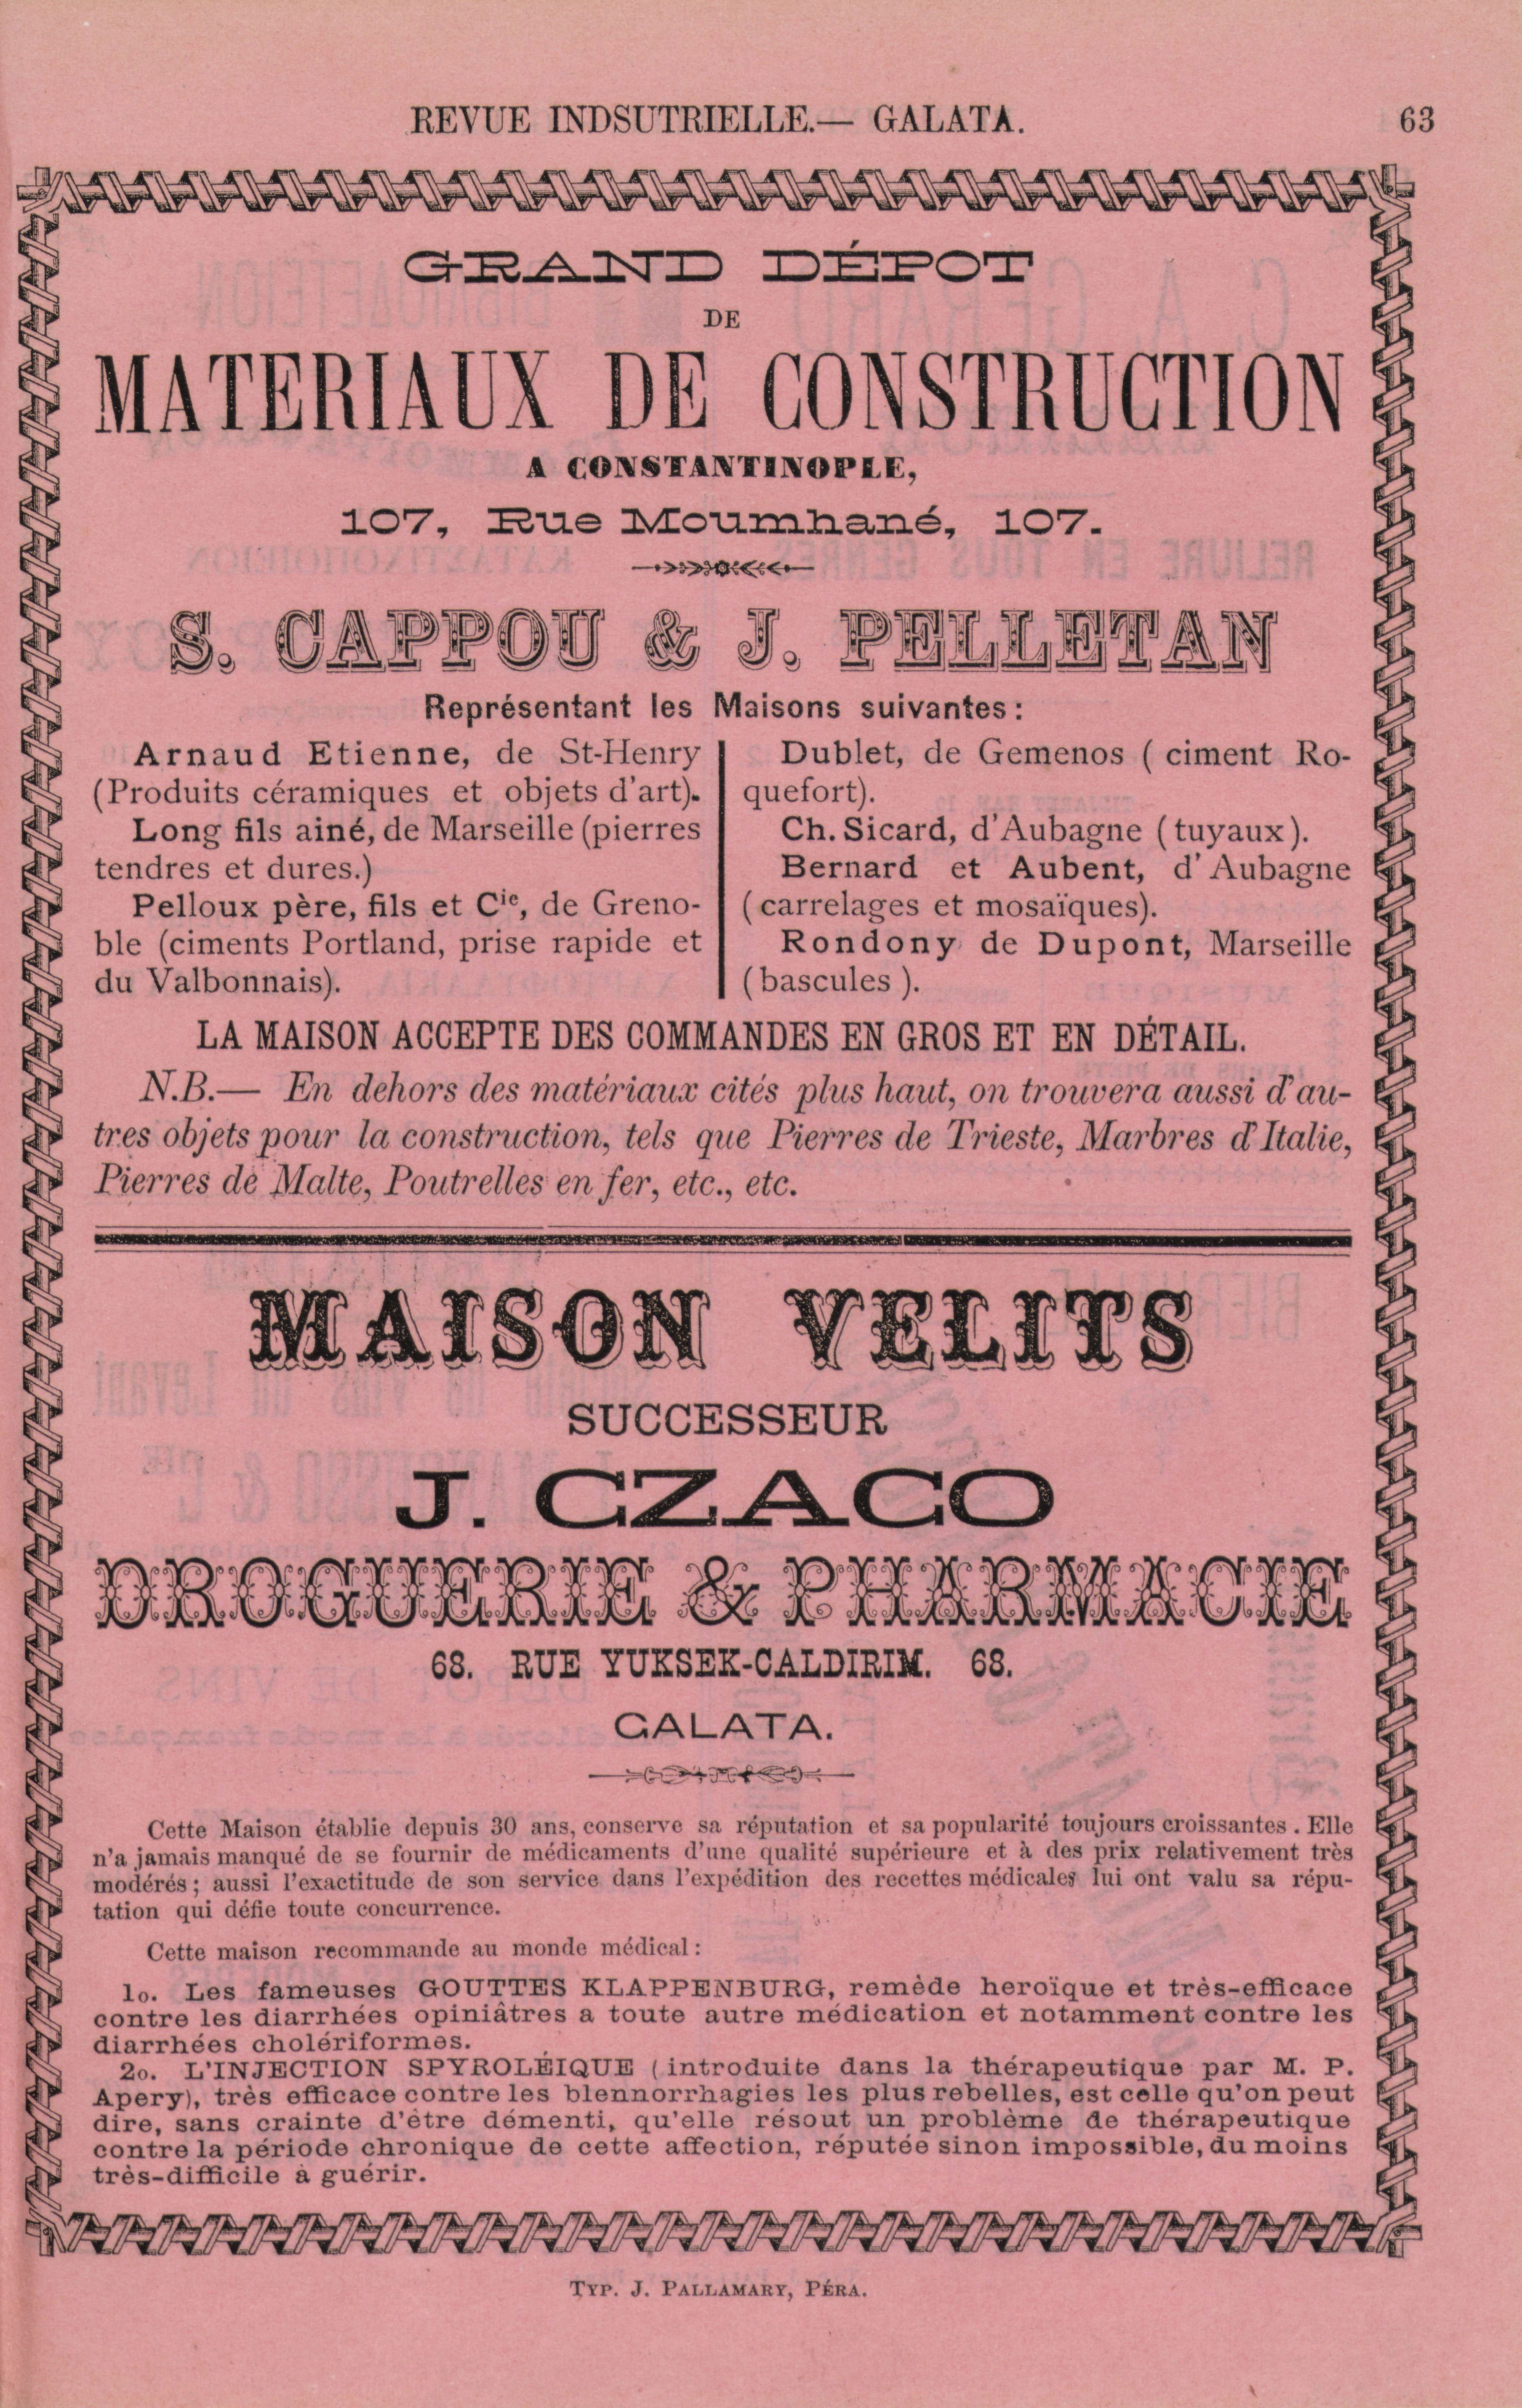 REVUE INDSUTRIELLE.— GALATA.
63
GRAND DÉPOT
DE
MATERIAUX DE CONSTRUCTION
A CONSTANTINOPLE,
107, Rue Moumhané, 107.
S. CAPPOU & J. PELLETAN
Représentant les Maisons suivantes:
Arnaud Etienne, de St-Henry
(Produits céramiques et objets d'art).
Long fils ainé, de Marseille (pierres
tendres et dures.)
Pelloux père, fils et Cie, de Greno-
ble (ciments Portland, prise rapide et
du Valbonnais).
Dublet, de Gemenos ( ciment Ro-
quefort).
Ch. Sicard, d'Aubagne (tuyaux).
Bernard et Aubent, d' Aubagne
(carrelages et mosaïques).
Rondony de Dupont, Marseille
(bascules ).
LA MAISON ACCEPTE DES COMMANDES EN GROS ET EN DÉTAIL.
N.B.— En dehors des matériaux cités plus haut, on trouvera aussi d'au-
tres objets pour la construction, tels que Pierres de Trieste, Marbres d'Italie,
Pierres de Malte, Poutrelles en fer, etc., etc.
MAISON VELITS
SUCCESSEUR
J. CZACO
DROGUERIE & PHARMACIE
68. RUE YUKSEK-CALDIRIM. 68.
GALATA.
Cette Maison établie depuis 30 ans, conserve sa réputation et sa popularité toujours croissantes. Elle
n'a jamais manqué de se fournir de médicaments d'une qualité supérieure et à des prix relativement très
modérés; aussi l'exactitude de son service dans l'expédition des recettes médicales lui ont valu sa répu-
tation qui défie toute concurrence.
Cette maison recommande au monde médical:
1o. Les fameuses GOUTTES KLAPPENBURG, remède heroïque et très-efficace
contre les diarrhées opiniâtres a toute autre médication et notamment contre les
diarrhées cholériformes.
2o. L'INJECTION SPYROLÉIQUE (introduite dans la thérapeutique par M. P.
Apery), très efficace contre les blennorrhagies les plus rebelles, est celle qu'on peut
dire, sans crainte d'être démenti, qu'elle résout un problème de thérapeutique
contre la période chronique de cette affection, réputée sinon impossible, du moins
très-difficile à guérir.
TYP. J. PALLAMARY, PÉRA.